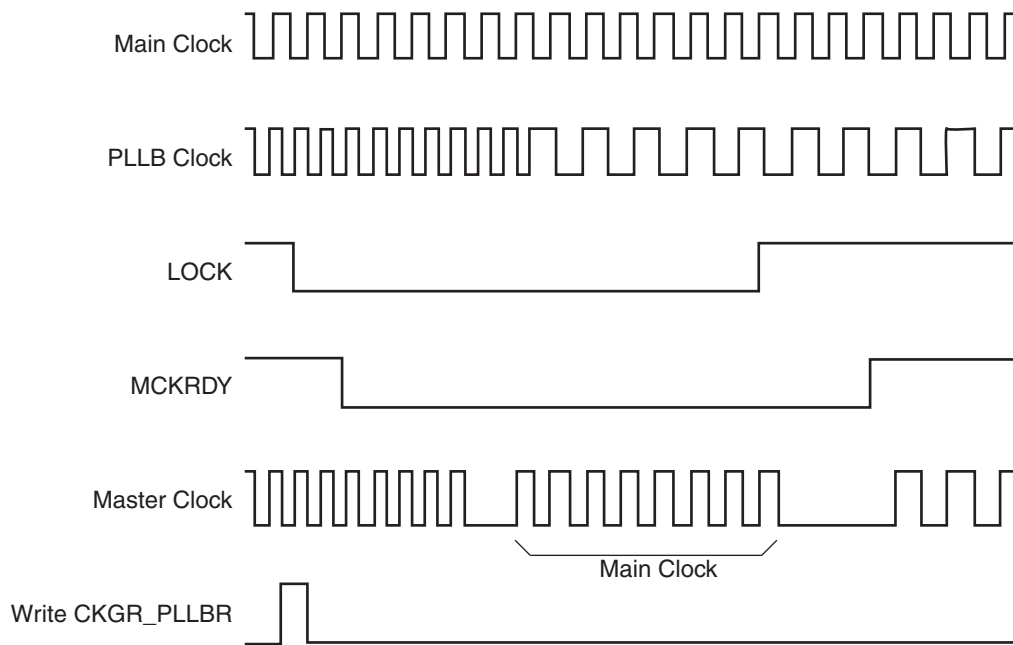 Main Clock
PLLB Clock
LOCK
MCKRDY
Master Clock
Main Clock
Write CKGR_PLLBR